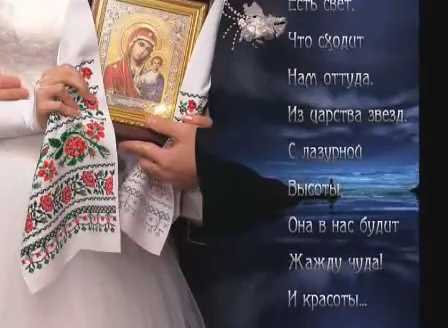 Есть свет,
Что сходит
Нам оттуда.
Из царства звезд,
С лазурной
Высоты,
Она в нас будит
Жажду чуда!
И красоты...